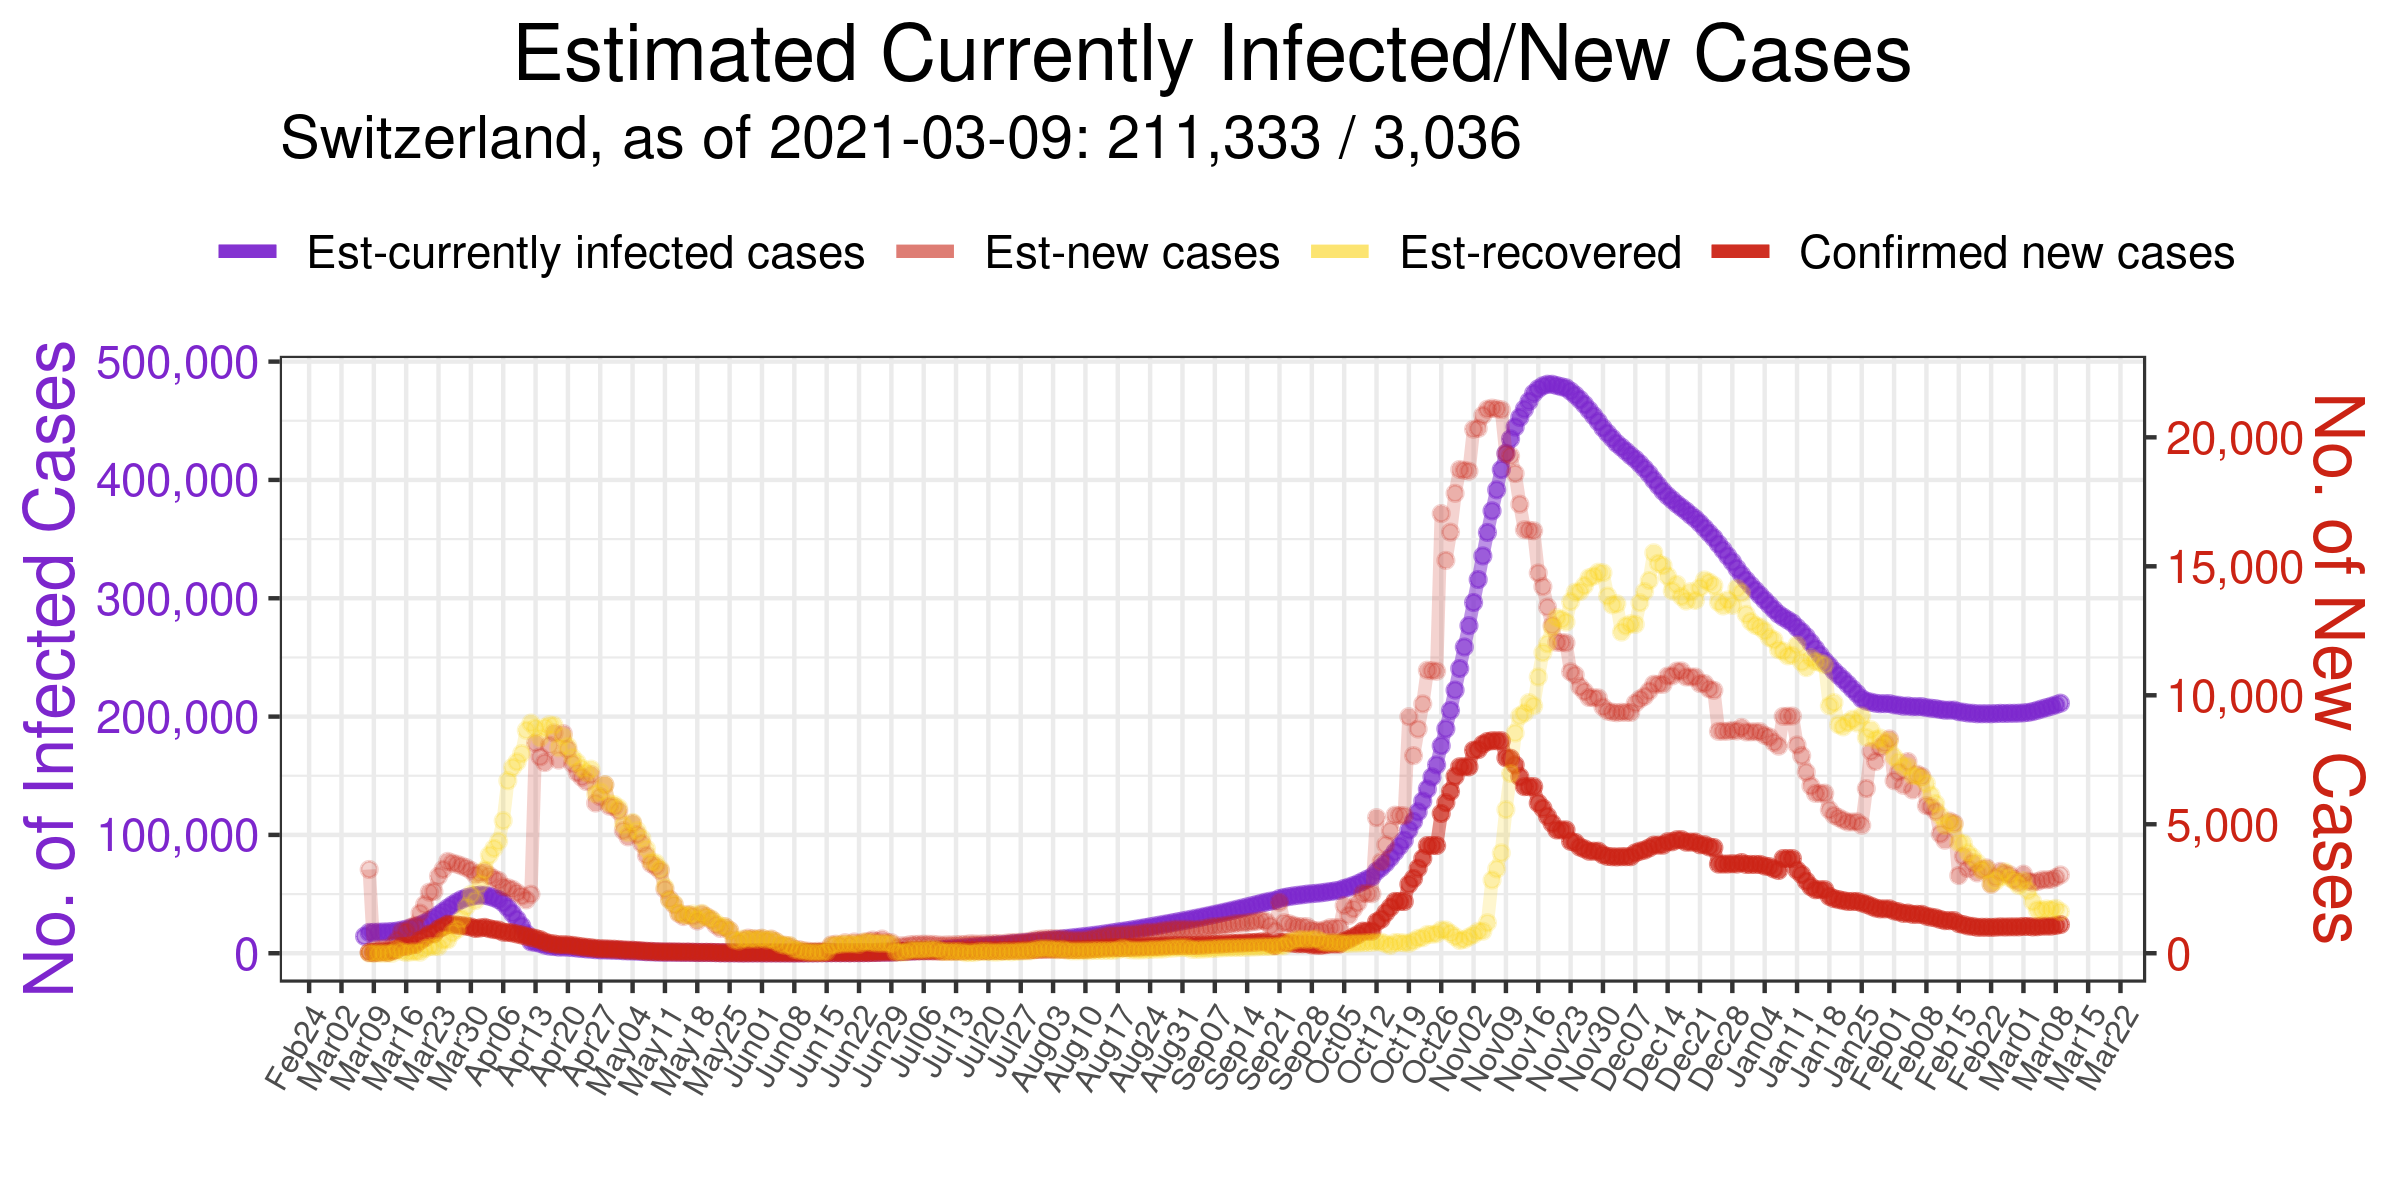 Estimated Currently Infected/New Cases
Switzerland, as of 2021-03-09: 211,333 / 3,036
Est-currently infected cases Est-new cases Est-recovered Confirmed new cases
No. of Infected Cases
500,000
400,000
300,000
200,000
100,000
0
20,000
15,000
10,000
5,000
0
No. of New Cases
Feb24 Mar02 Mar09 Mar16 Mar23 Mar30 Apr06 Apr13 Apr20 Apr27 May04 May11 May18 May25 Jun01 Jun08 Jun15 Jun22 Jun29 Jul06 Jul13 Jul20 Jul27 Aug03 Aug10 Aug17 Aug24 Aug31 Sep07 Sep14 Sep21 Sep28 Oct05 Oct12 Oct19 Oct26 Nov02 Nov09 Nov16 Nov23 Nov30 Dec07 Dec14 Dec21 Dec28 Jan04 Jan11 Jan18 Jan25 Feb01 Feb08 Feb15 Feb22 Mar01 Mar08 Mar15 Mar22